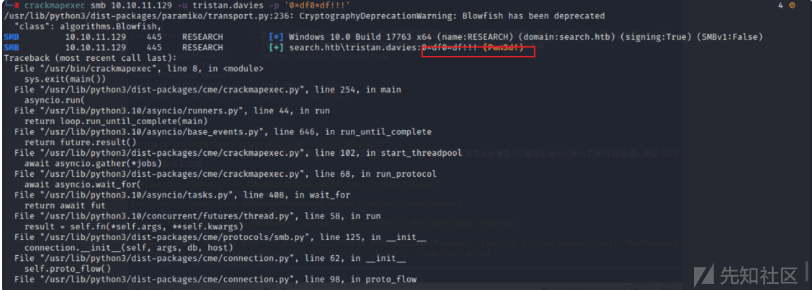 crackmapexec smb 10.10.11.129 -u tristan.davies -p '0*df0*df!!!'
/usr/lib/python3/dist-packages/paramiko/transport.py:236: CryptographyDeprecationWarning: Blowfish has been deprecated
"class": algorithms.Blowfish,
SMB 10.10.11.129 445 RESEARCH [*] Windows 10.0 Build 17763 x64 (name:RESEARCH) (domain:search.htb) (signing:True) (SMBv1:False)
SMB 10.10.11.129 445 RESEARCH [+] search.htb\tristan.davies:0*df0*df!!! (Pwn3d!)
Traceback (most recent call last):
File "/usr/bin/crackmapexec", line 8, in <module>
sys.exit(main())
File "/usr/lib/python3/dist-packages/cme/crackmapexec.py", line 254, in main
asyncio.run(
File "/usr/lib/python3.10/asyncio/runners.py", line 44, in run
return loop.run_until_complete(main)
File "/usr/lib/python3.10/asyncio/base_events.py", line 646, in run_until_complete
return future.result()
File "/usr/lib/python3/dist-packages/cme/crackmapexec.py", line 102, in start_threadpool
await asyncio.gather(*jobs)
File "/usr/lib/python3/dist-packages/cme/crackmapexec.py", line 68, in run_protocol
await asyncio.wait_for(
File "/usr/lib/python3.10/asyncio/tasks.py", line 408, in wait_for
return await fut
File "/usr/lib/python3.10/concurrent/futures/thread.py", line 58, in run
result = self.fn(*self.args, **self.kwargs)
File "/usr/lib/python3/dist-packages/cme/protocols/smb.py", line 125, in __init__
connection.__init__(self, args, db, host)
File "/usr/lib/python3/dist-packages/cme/connection.py", line 62, in __init__
self.proto_flow()
File "/usr/lib/python3/dist-packages/cme/connection.py", line 98, in proto_flow
先知社区